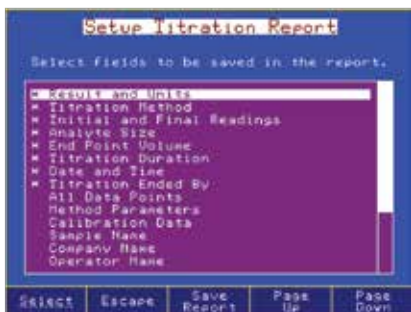 Setup Titration Report
Select fields to be saved in the report.
* Result and Units
* Titration Method
* Initial and Final Readings
* Analyte Size
* End Point Volume
* Titration Duration
* Date and Time
* Titration Ended By
All Data Points
Method Parameters
Calibration Data
Sample Name
Company Name
Operator Name
Select
Escape
Save Report
Page Up
Page Down